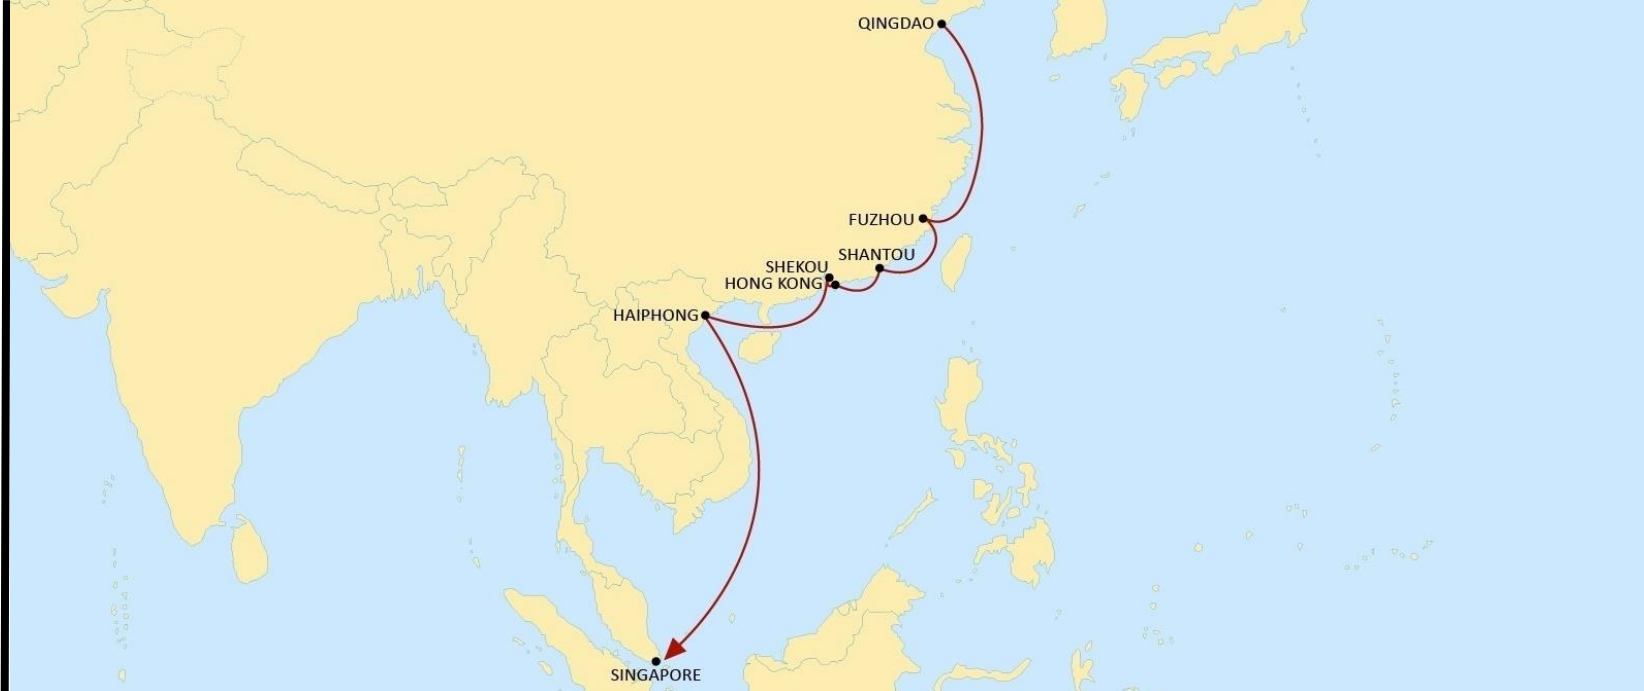 QINGDAO
FUZHOU
SHANTOU
SHEKOU
HONG KONG
HAIPHONG
SINGAPORE